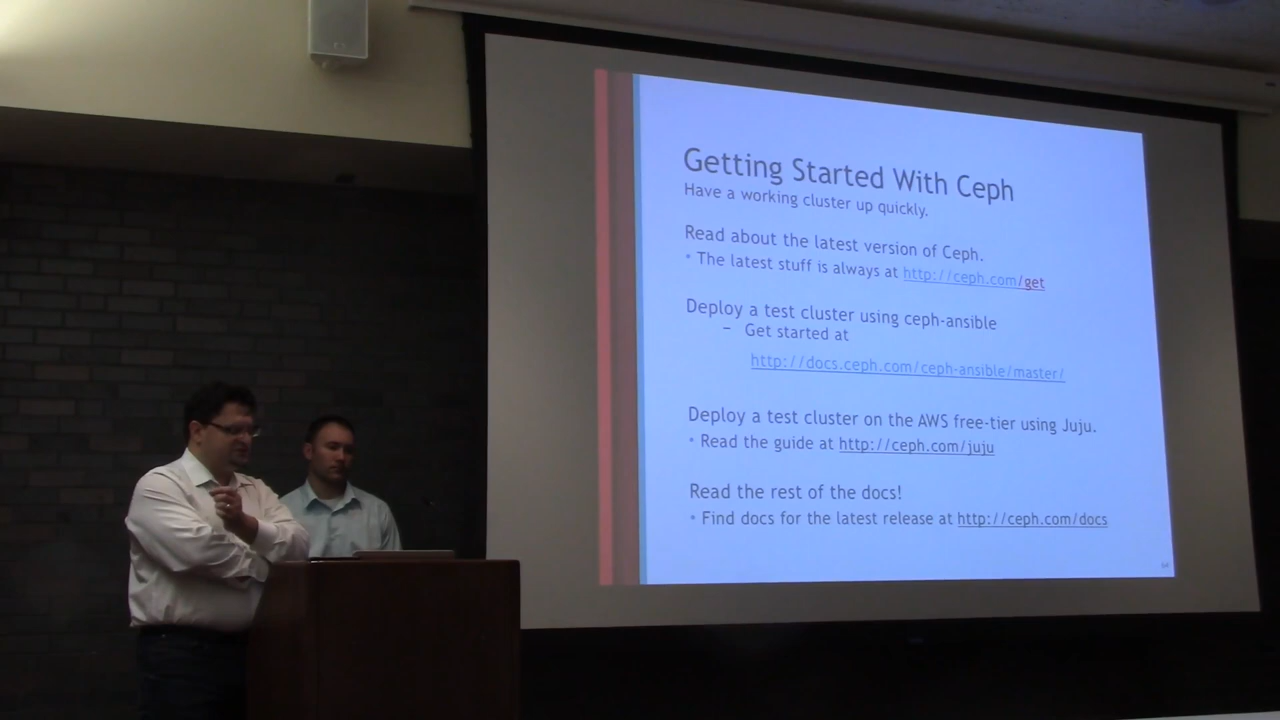 Getting Started With Ceph
Have a working cluster up quickly.
Read about the latest version of Ceph.
• The latest stuff is always at http://ceph.com/get
Deploy a test cluster using ceph-ansible
– Get started at
http://docs.ceph.com/ceph-ansible/master/
Deploy a test cluster on the AWS free-tier using Juju.
• Read the guide at http://ceph.com/juju
Read the rest of the docs!
• Find docs for the latest release at http://ceph.com/docs